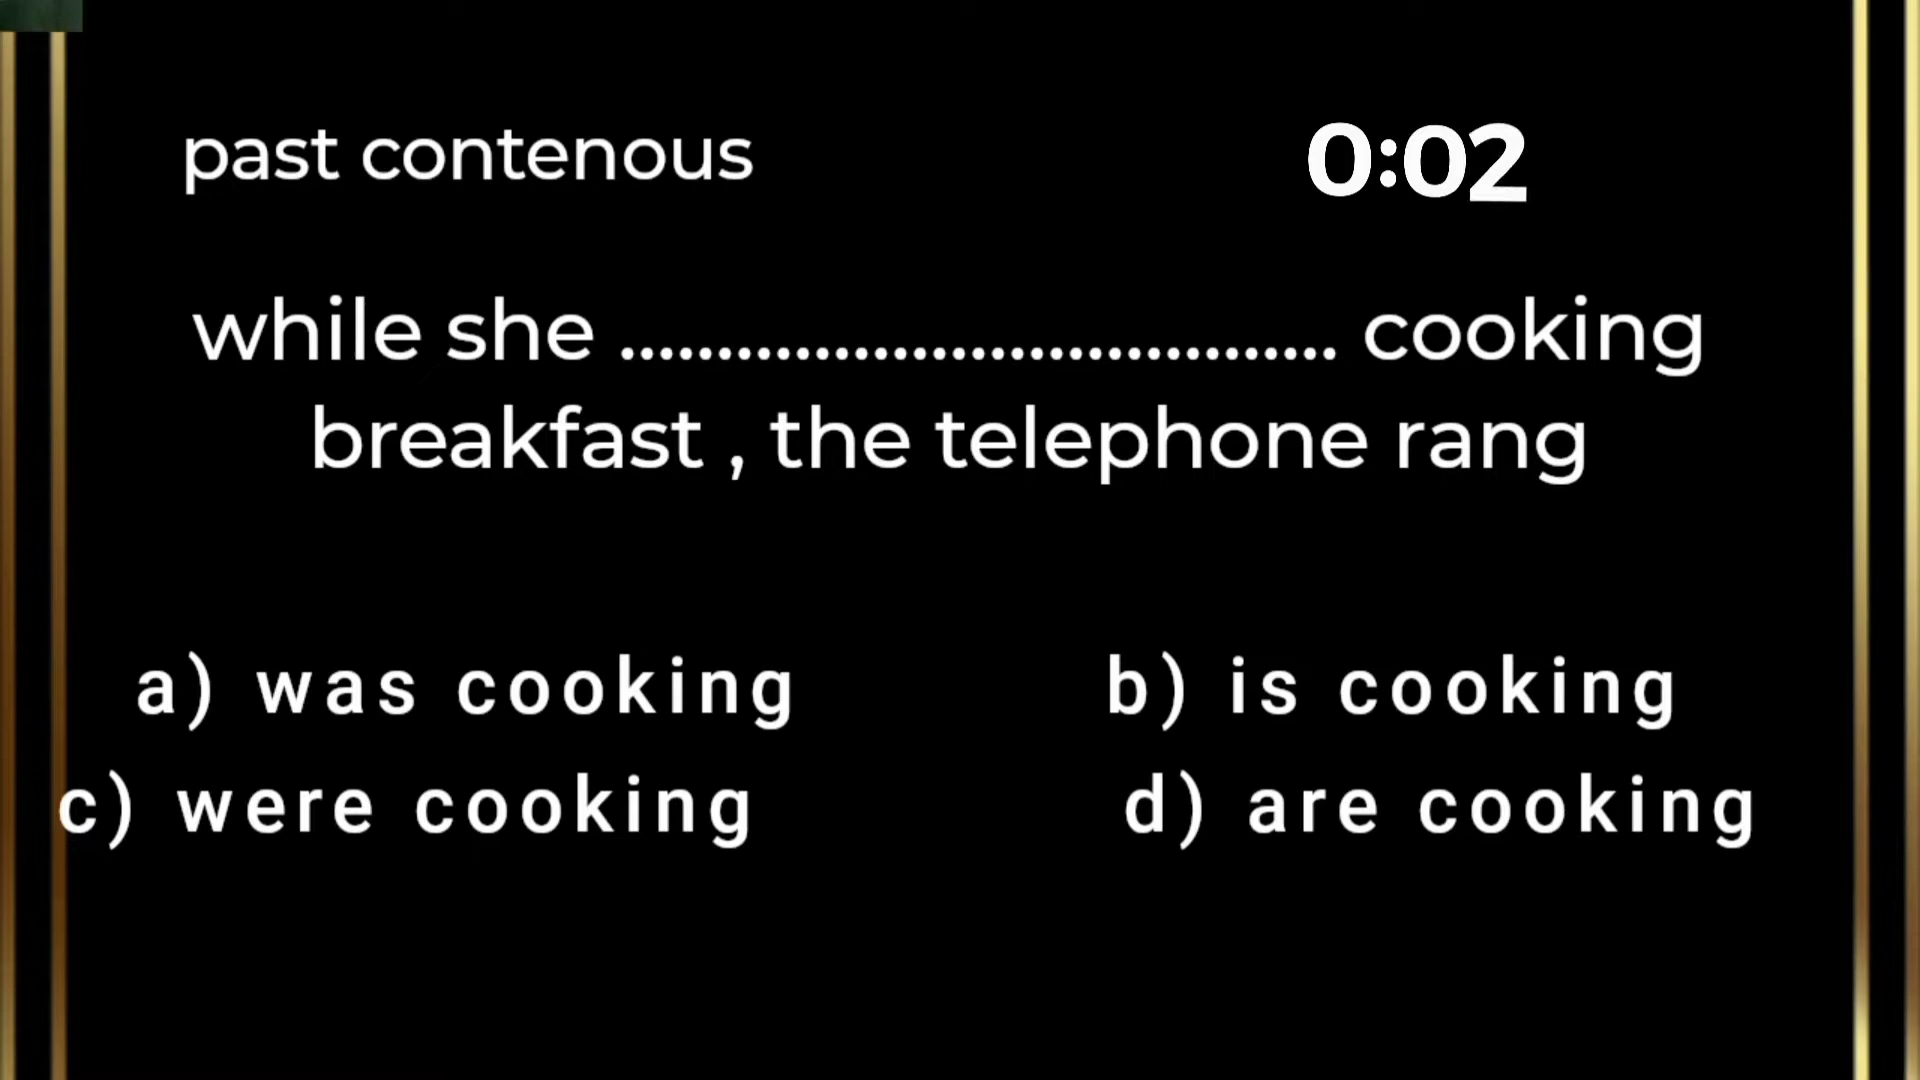 past contenous
0:02
while she .................................... cooking
breakfast , the telephone rang
a) was cooking
b) is cooking
c) were cooking
d) are cooking